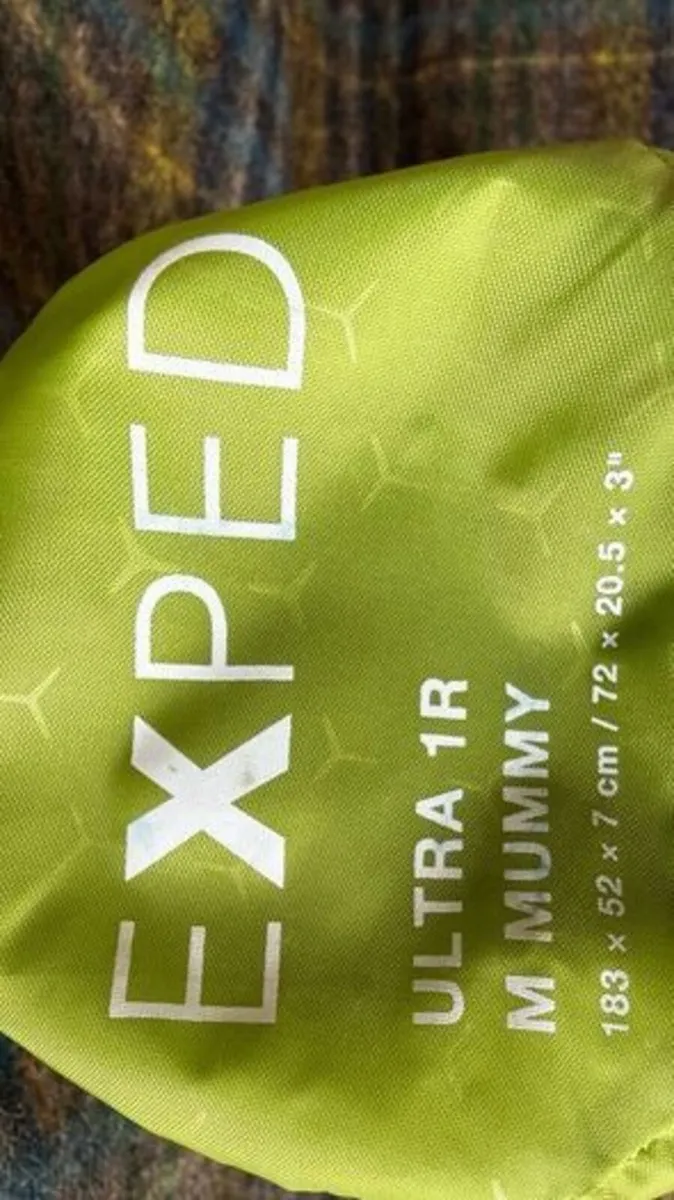 EXPED
ULTRA 1R
M MUMMY
183 × 52 × 7 cm / 72 × 20.5 × 3"